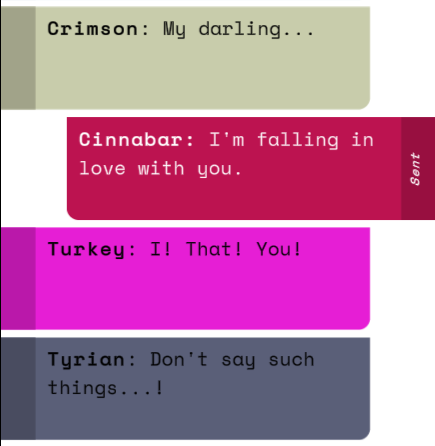 Crimson: My darling...
Cinnabar: I'm falling in
love with you.
Sent
Turkey: I! That! You!
Tyrian: Don't say such
things...!